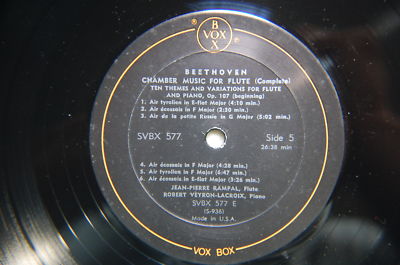 B
VOX
X
BEETHOVEN
CHAMBER MUSIC FOR FLUTE (Complete)
TEN THEMES AND VARIATIONS FOR FLUTE
AND PIANO, Op. 107 (beginning)
1. Air tyrolien in E-flat Major (4:10 min.)
2. Air écossais in F Major (2:30 min.)
3. Air de la petite Russie in G Major (5:02 min.)
SVBX 577
Side 5
26:38 min
4. Air écossais in F Major (4:28 min.)
5. Air tyrolien in F Major (6:47 min.)
6. Air écossais in E-flat Major (3:26 min.)
JEAN-PIERRE RAMPAL, Flute
ROBERT VEYRON-LACROIX, Piano
SVBX 577 E
(S-936)
Made in U.S.A.
VOX BOX